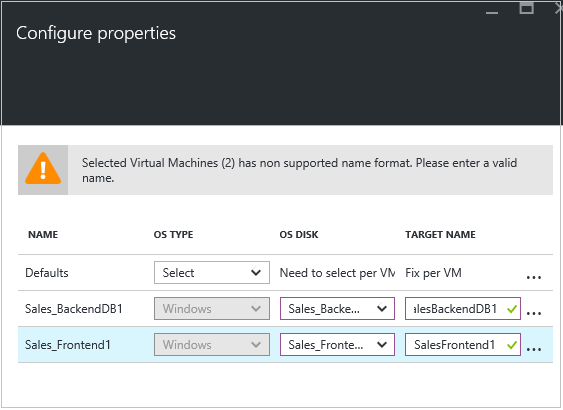 Configure properties
Selected Virtual Machines (2) has non supported name format. Please enter a valid
name.
NAME OS TYPE OS DISK TARGET NAME
Defaults Select Need to select per VM Fix per VM ...
Sales_BackendDB1 Windows Sales_Backe... alesBackendDB1 ...
Sales_Frontend1 Windows Sales_Fronte... SalesFrontend1 ...